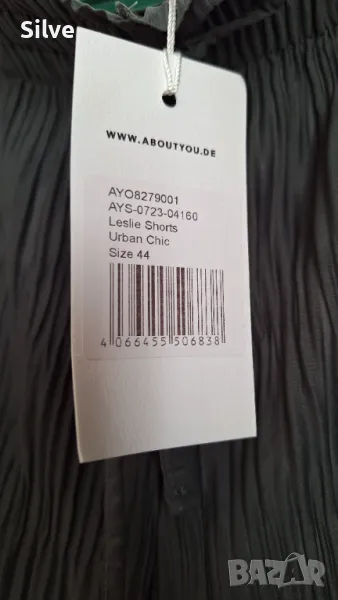 Silve
WWW.ABOUTYOU.DE
AYO8279001
AYS-0723-04160
Leslie Shorts
Urban Chic
Size 44
4 066455 506838
BAZAR